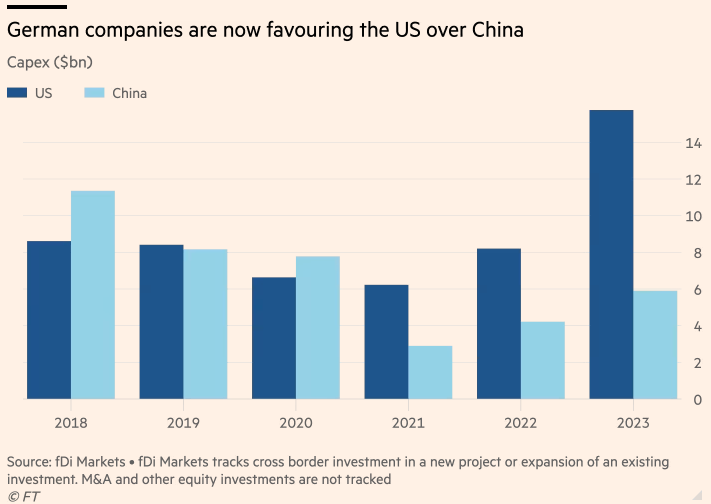 German companies are now favouring the US over China
Capex ($bn)
US China
14
12
10
8
6
4
2
0
2018 2019 2020 2021 2022 2023
Source: fDi Markets • fDi Markets tracks cross border investment in a new project or expansion of an existing
investment. M&A and other equity investments are not tracked
© FT